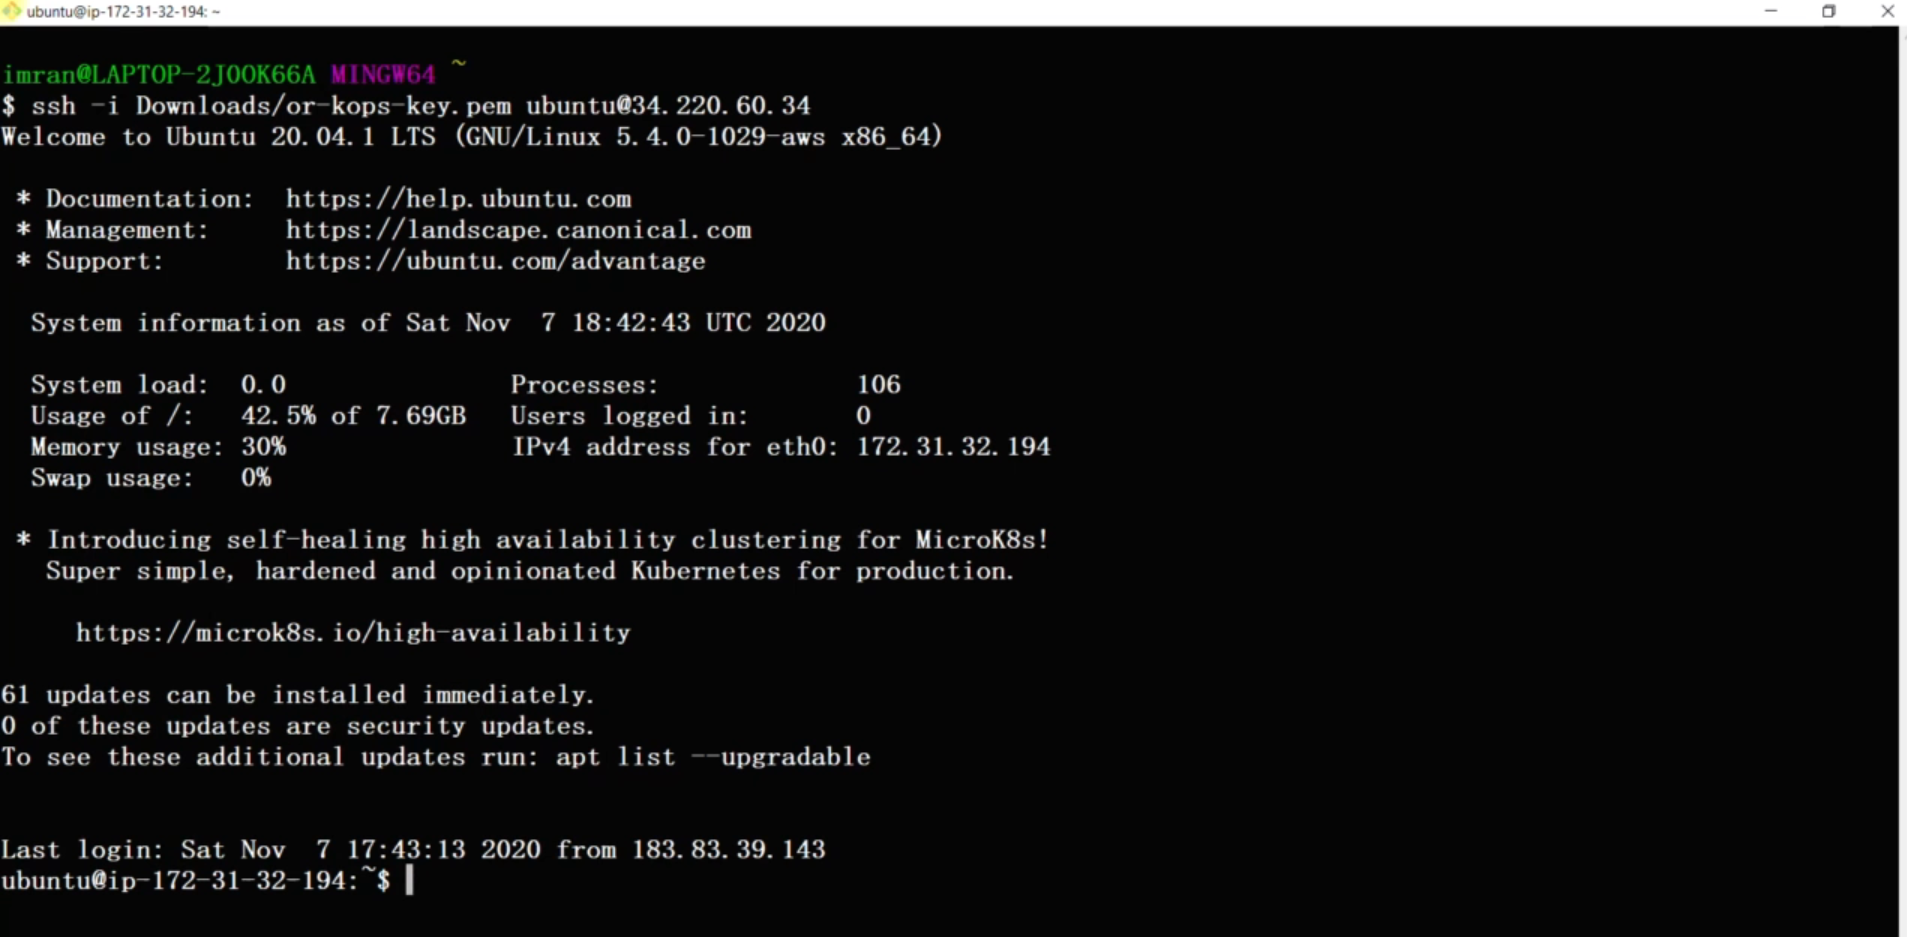 ubuntu@ip-172-31-32-194: ~
imran@LAPTOP-2JOOK66A MINGW64 ~
$ ssh -i Downloads/or-kops-key.pem ubuntu@34.220.60.34
Welcome to Ubuntu 20.04.1 LTS (GNU/Linux 5.4.0-1029-aws x86_64)
* Documentation:  https://help.ubuntu.com
* Management:     https://landscape.canonical.com
* Support:        https://ubuntu.com/advantage
System information as of Sat Nov  7 18:42:43 UTC 2020
System load:  0.0               Processes:             106
Usage of /:   42.5% of 7.69GB   Users logged in:       0
Memory usage: 30%               IPv4 address for eth0: 172.31.32.194
Swap usage:   0%
* Introducing self-healing high availability clustering for MicroK8s!
Super simple, hardened and opinionated Kubernetes for production.
https://microk8s.io/high-availability
61 updates can be installed immediately.
0 of these updates are security updates.
To see these additional updates run: apt list --upgradable
Last login: Sat Nov  7 17:43:13 2020 from 183.83.39.143
ubuntu@ip-172-31-32-194:~$